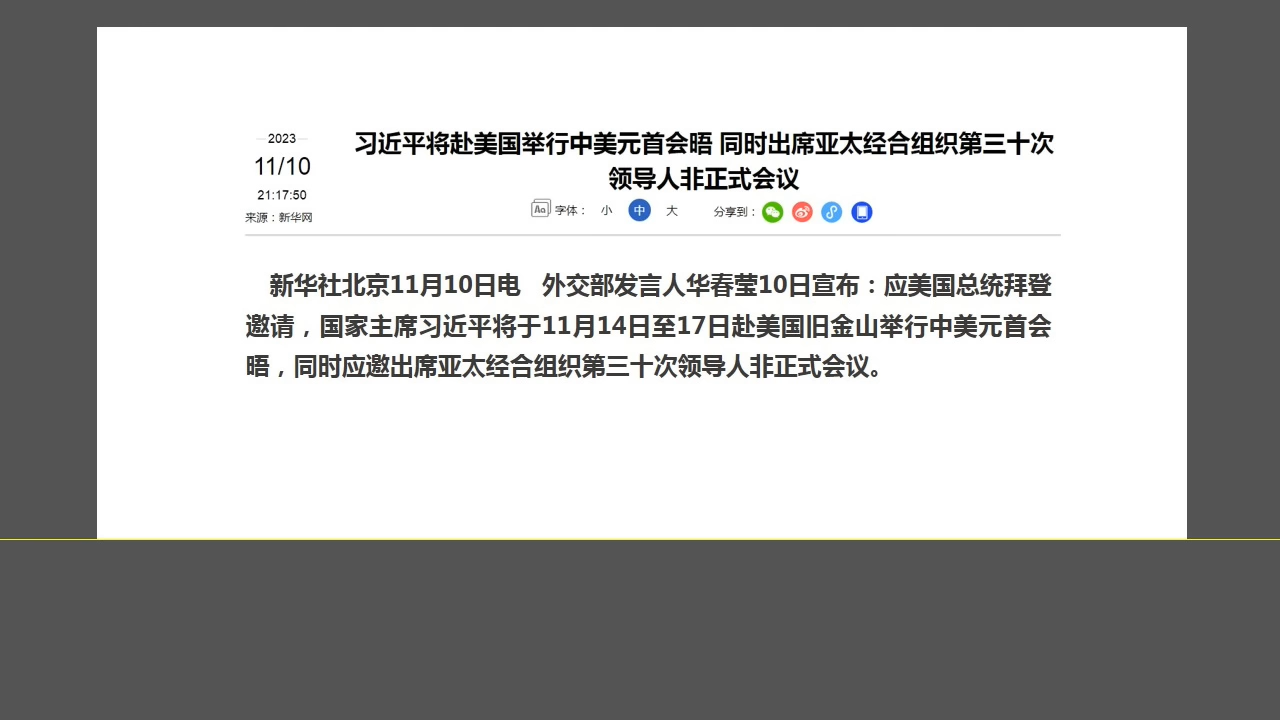 2023
11/10
21:17:50
来源：新华网
习近平将赴美国举行中美元首会晤 同时出席亚太经合组织第三十次
领导人非正式会议
Aa 字体： 小 中 大 分享到：
新华社北京11月10日电 外交部发言人华春莹10日宣布：应美国总统拜登
邀请，国家主席习近平将于11月14日至17日赴美国旧金山举行中美元首会
晤，同时应邀出席亚太经合组织第三十次领导人非正式会议。